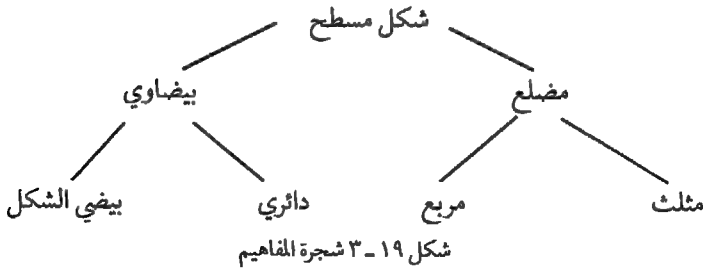 شكل مسطح
مضلع بيضاوي
مثلث مربع دائري بيضي الشكل
شكل ١٩ ـ ٣ شجرة المفاهيم